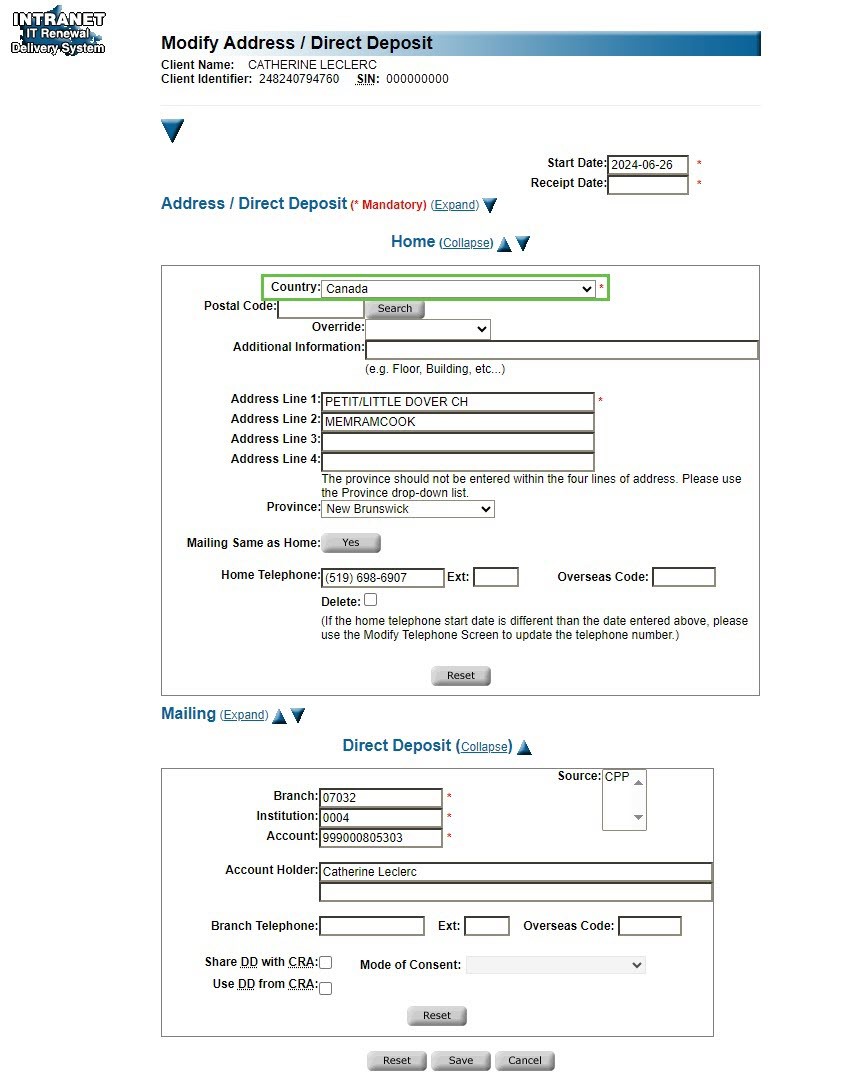 INTRANET
IT Renewal
Delivery System
Modify Address / Direct Deposit
Client Name: CATHERINE LECLERC
Client Identifier: 248240794760 SIN: 000000000
Start Date: 2024-06-26 *
Receipt Date: *
Address / Direct Deposit (* Mandatory) (Expand)
Home (Collapse)
Country: Canada *
Postal Code: Search
Override:
Additional Information:
(e.g. Floor, Building, etc...)
Address Line 1: PETIT/LITTLE DOVER CH *
Address Line 2: MEMRAMCOOK
Address Line 3:
Address Line 4:
The province should not be entered within the four lines of address. Please use
the Province drop-down list.
Province: New Brunswick
Mailing Same as Home: Yes
Home Telephone: (519) 698-6907 Ext: Overseas Code:
Delete:
(If the home telephone start date is different than the date entered above, please
use the Modify Telephone Screen to update the telephone number.)
Reset
Mailing (Expand)
Direct Deposit (Collapse)
Source: CPP
Branch: 07032 *
Institution: 0004 *
Account: 999000805303 *
Account Holder: Catherine Leclerc
Branch Telephone: Ext: Overseas Code:
Share DD with CRA: Mode of Consent:
Use DD from CRA:
Reset
Reset Save Cancel